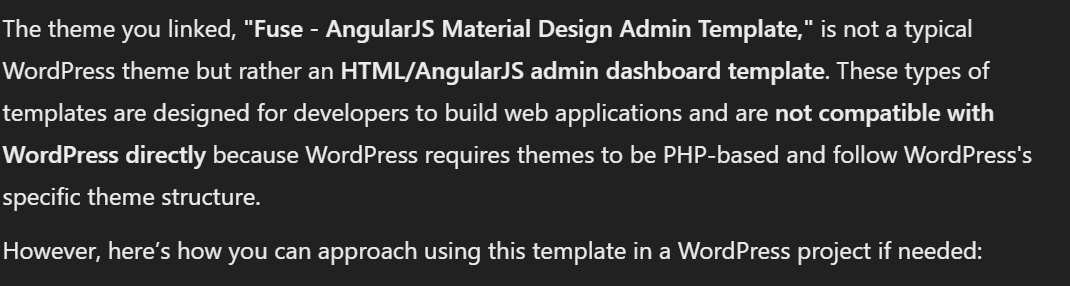 The theme you linked, "Fuse - AngularJS Material Design Admin Template," is not a typical
WordPress theme but rather an HTML/AngularJS admin dashboard template. These types of
templates are designed for developers to build web applications and are not compatible with
WordPress directly because WordPress requires themes to be PHP-based and follow WordPress's
specific theme structure.
However, here’s how you can approach using this template in a WordPress project if needed: